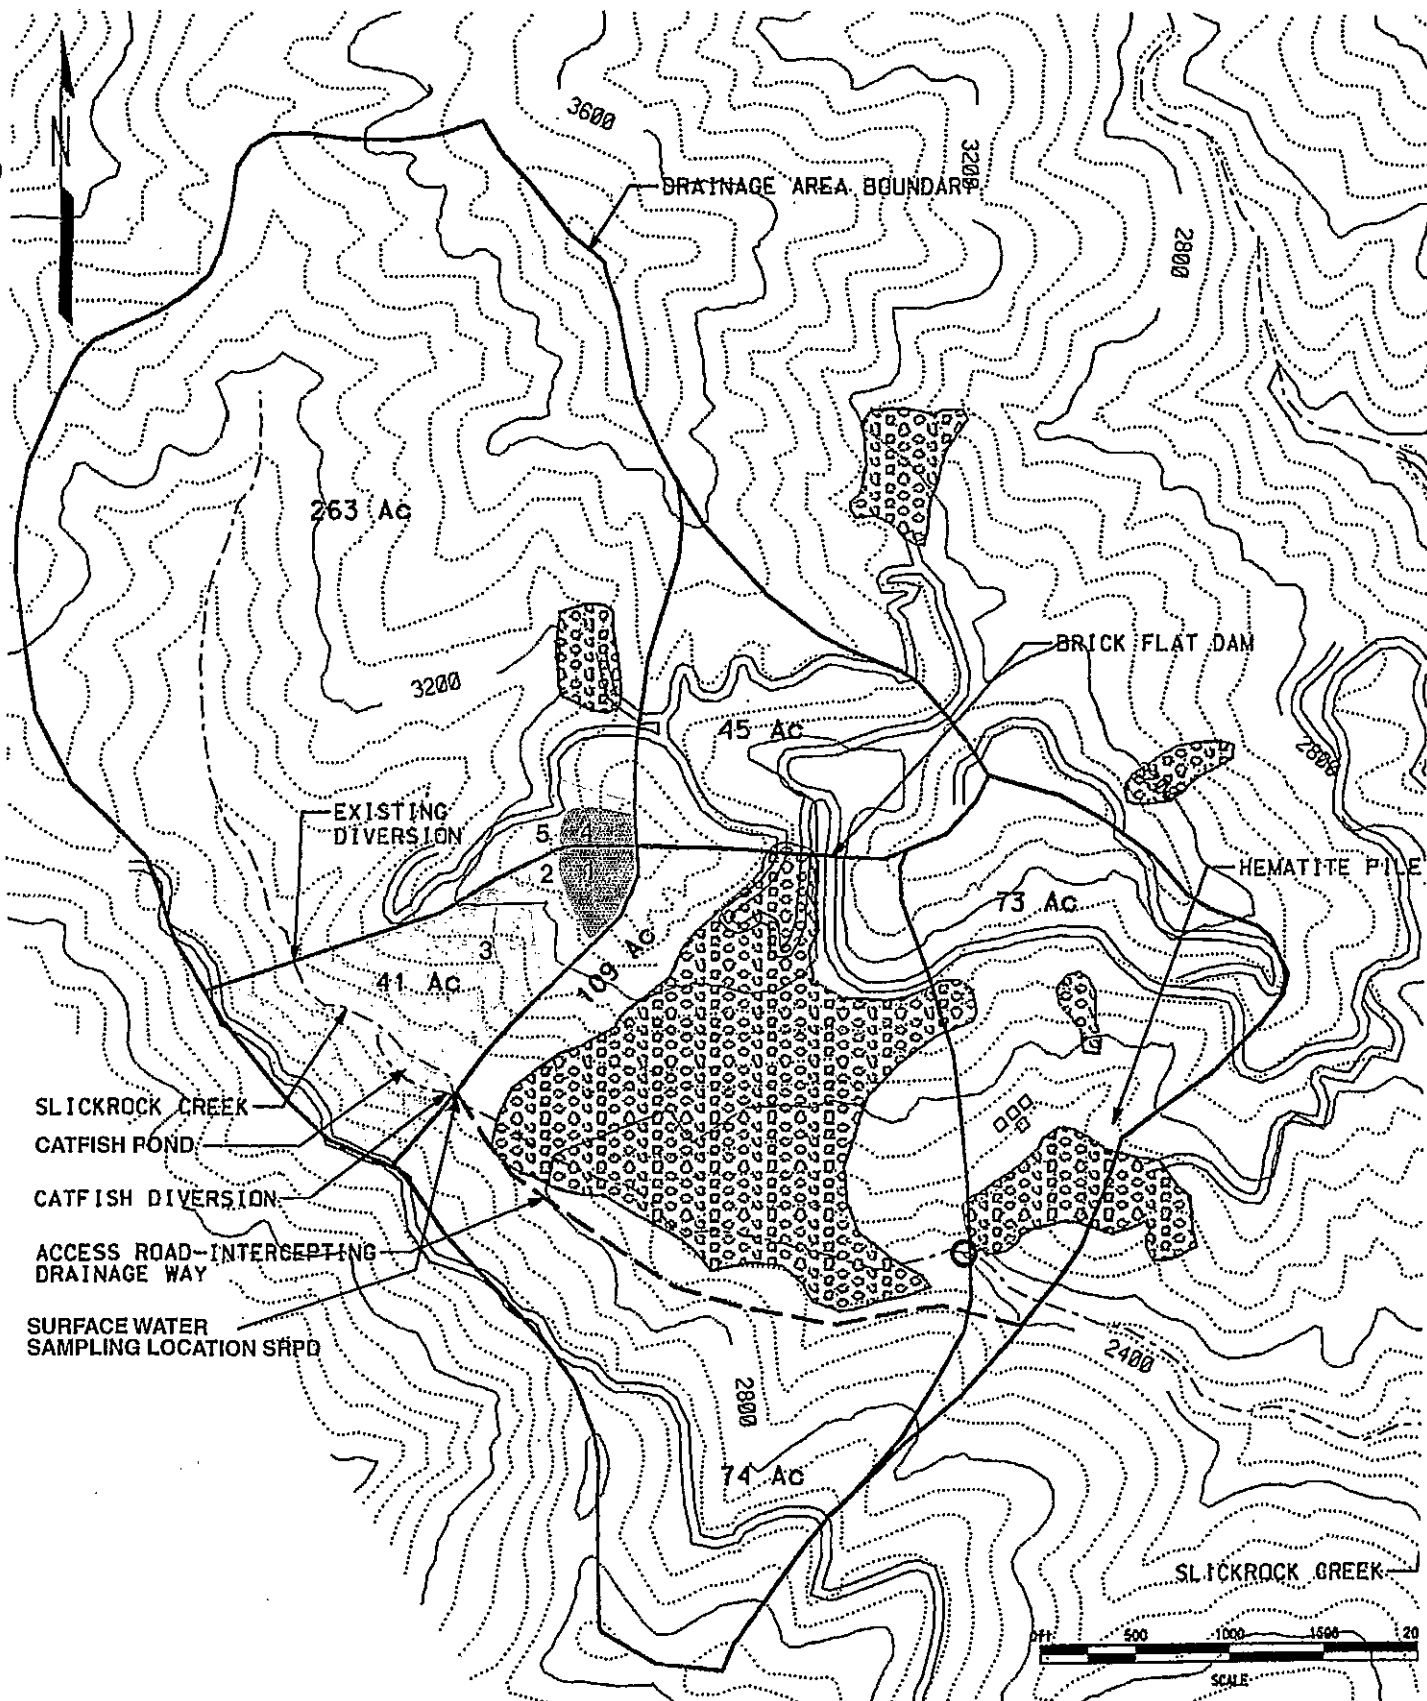 N
3600
3200
DRAINAGE AREA BOUNDARY
2800
263 Ac
3200
BRICK FLAT DAM
45 Ac
2800
EXISTING
DIVERSION
5 4
2 1
HEMATITE PILE
73 Ac
3
109 Ac
41 Ac
SLICKROCK CREEK
CATFISH POND
CATFISH DIVERSION
ACCESS ROAD-INTERCEPTING
DRAINAGE WAY
SURFACE WATER
SAMPLING LOCATION SRPD
2400
2800
74 Ac
SLICKROCK CREEK
500 1000 1500 20
SCALE